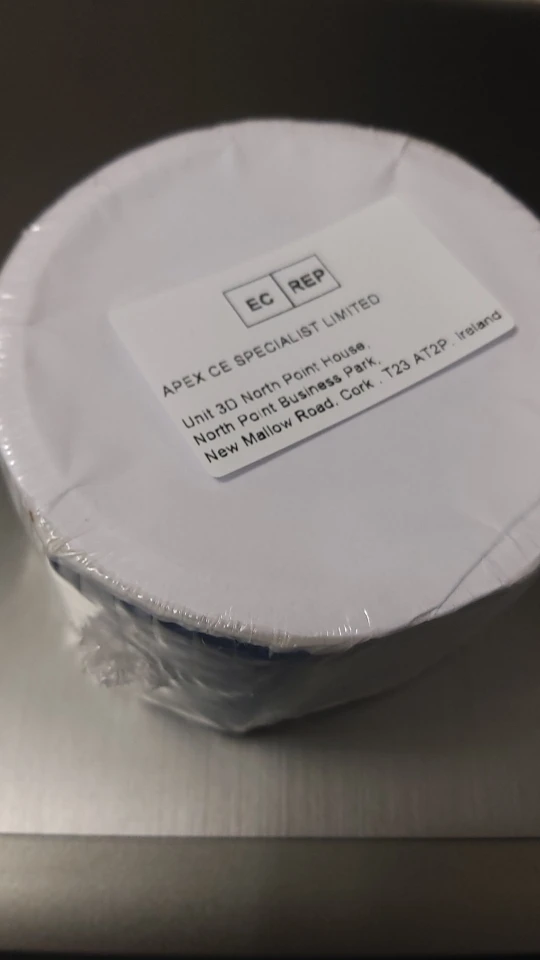 EC REP
APEX CE SPECIALIST LIMITED
Unit 3D North Point House,
North Point Business Park,
New Mallow Road, Cork , T23 AT2P , Ireland